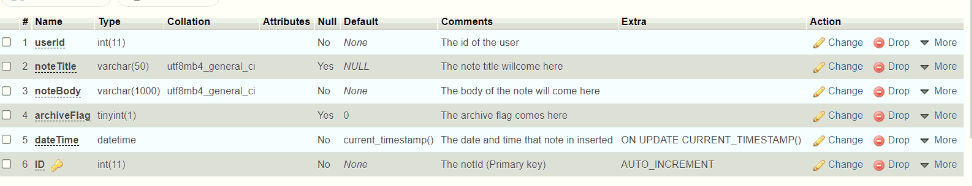 # Name Type Collation Attributes Null Default Comments Extra Action
1 userId int(11) No None The id of the user Change Drop More
2 noteTitle varchar(50) utf8mb4_general_ci Yes NULL The note title willcome here Change Drop More
3 noteBody varchar(1000) utf8mb4_general_ci No None The body of the note will come here Change Drop More
4 archiveFlag tinyint(1) Yes 0 The archive flag comes here Change Drop More
5 dateTime datetime No current_timestamp() The date and time that note in inserted ON UPDATE CURRENT_TIMESTAMP() Change Drop More
6 ID int(11) No None The notId (Primary key) AUTO_INCREMENT Change Drop More